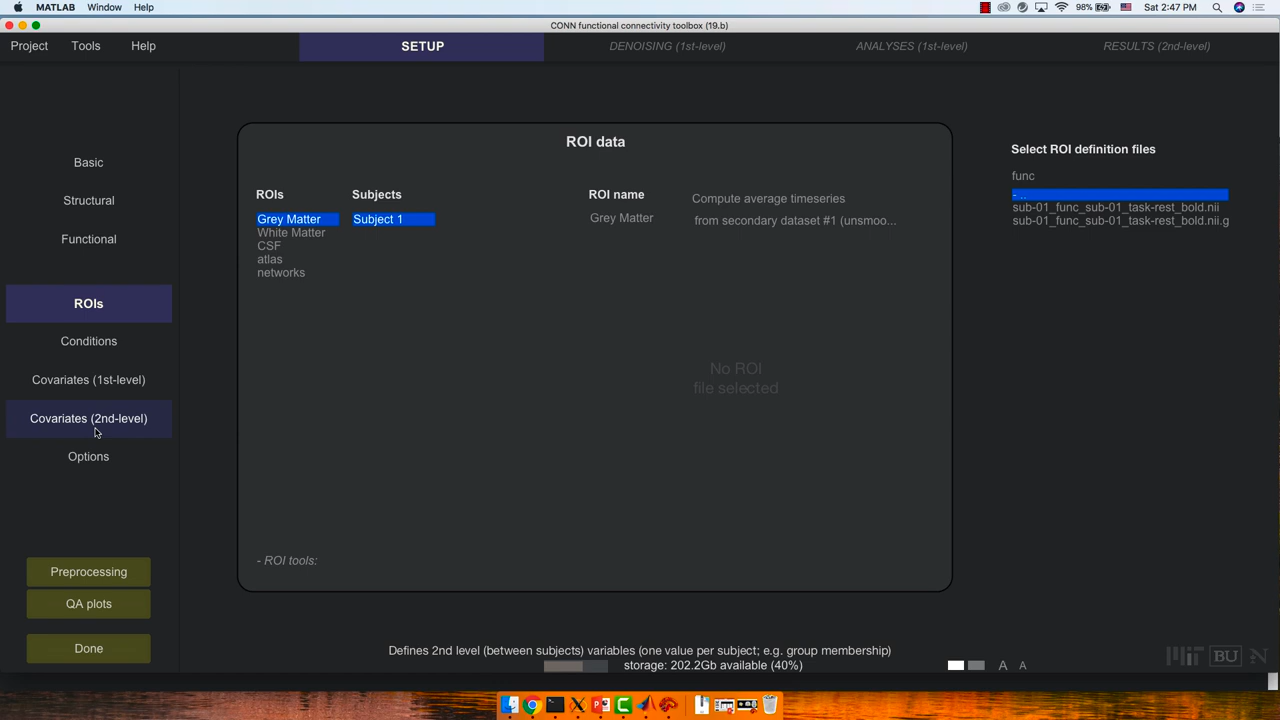 MATLAB Window Help
98% Sat 2:47 PM
CONN functional connectivity toolbox (19.b)
Project Tools Help
SETUP
DENOISING (1st-level)
ANALYSES (1st-level)
RESULTS (2nd-level)
Basic
Structural
Functional
ROIs
Conditions
Covariates (1st-level)
Covariates (2nd-level)
Options
Preprocessing
QA plots
Done
ROI data
ROIs
Grey Matter
White Matter
CSF
atlas
networks
Subjects
Subject 1
ROI name
Grey Matter
Compute average timeseries
from secondary dataset #1 (unsmoo...
No ROI
file selected
- ROI tools:
Select ROI definition files
func
- ..
sub-01_func_sub-01_task-rest_bold.nii
sub-01_func_sub-01_task-rest_bold.nii.g
Defines 2nd level (between subjects) variables (one value per subject; e.g. group membership)
storage: 202.2Gb available (40%)
A A
MIT BU N